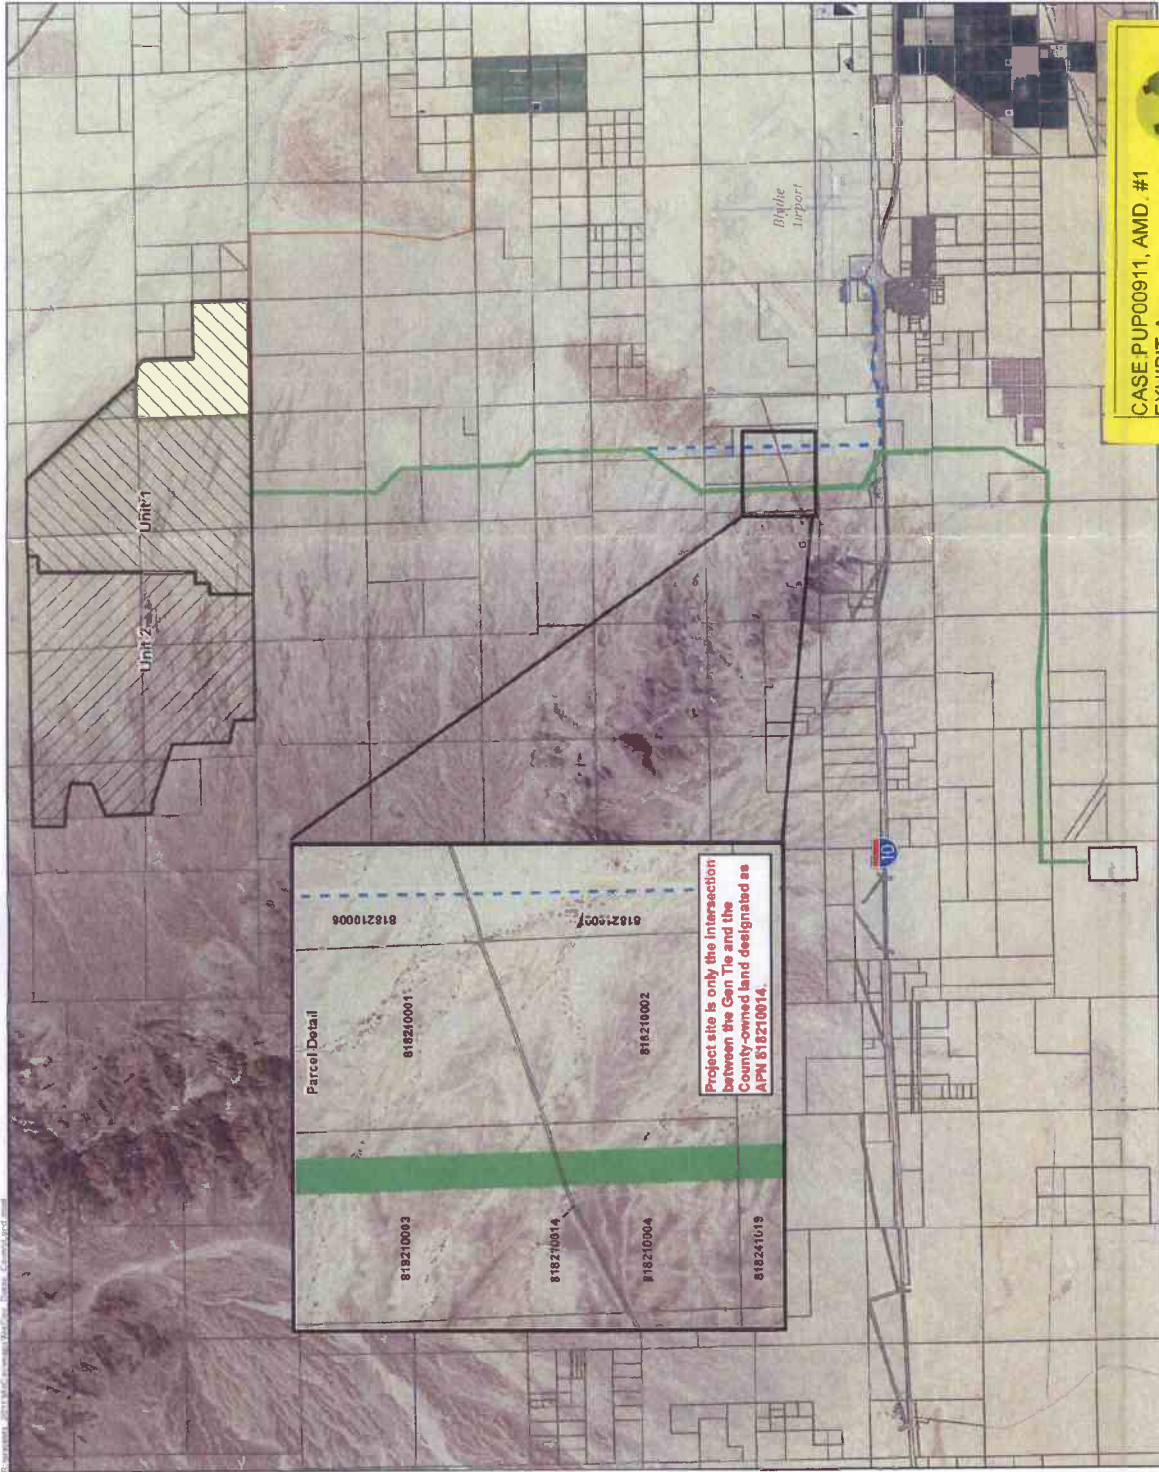 Unit 1
Unit 2
Blythe
Airport
10
Parcel Detail
818210001
818210006
818210002
818210003
818210014
818210004
818241019
Project site is only the intersection
between the Gen Tie and the
County-owned land designated as
APN 818210014.
CASE:PUP00911, AMD. #1
EXHIBIT A